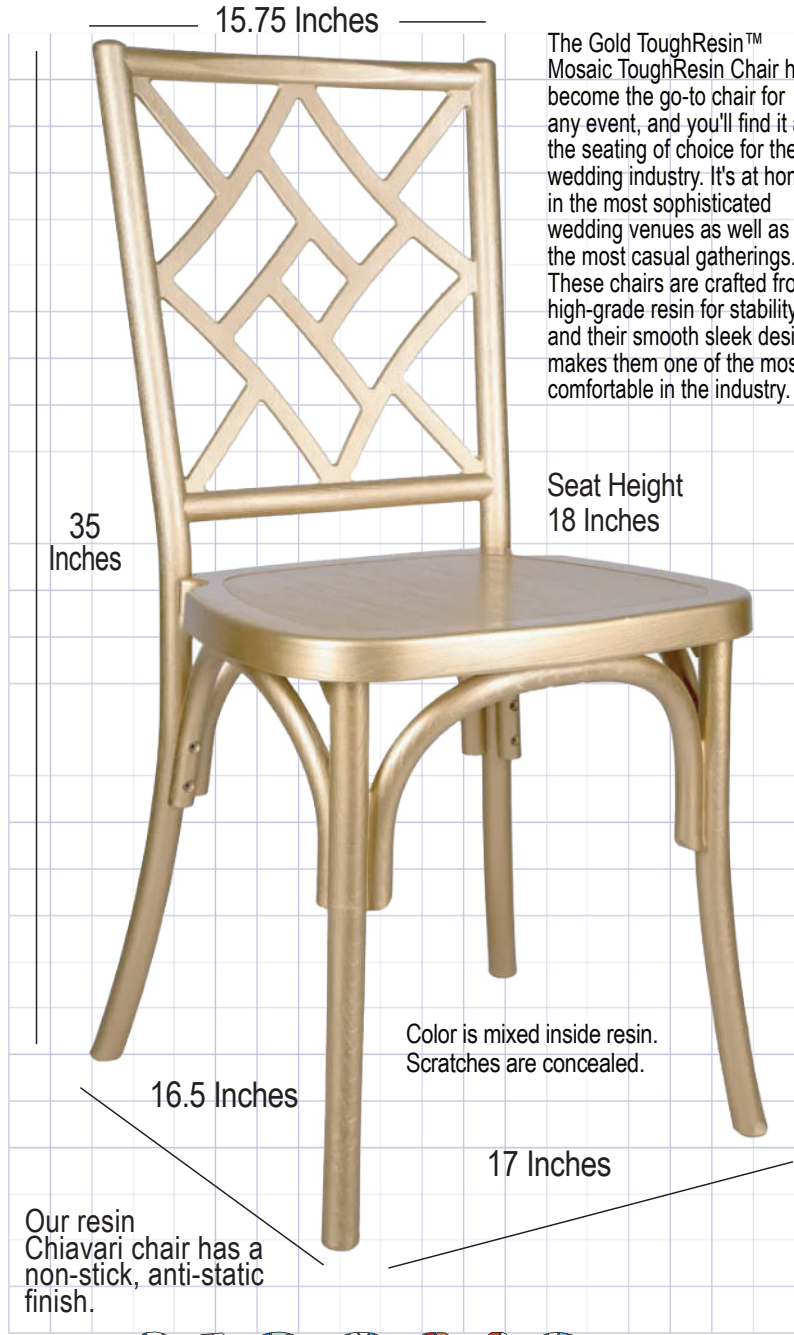 15.75 Inches
The Gold ToughResin™
Mosaic ToughResin Chair
become the go-to chair for
any event, and you'll find it
the seating of choice for the
wedding industry. It's at
in the most sophisticated
wedding venues as well as
the most casual gatherings.
These chairs are crafted
high-grade resin for stability
and their smooth sleek
makes them one of the
comfortable in the industry.
Seat Height
18 Inches
35
Inches
Color is mixed inside resin.
Scratches are concealed.
16.5 Inches
17 Inches
Our resin
Chiavari chair has a
non-stick, anti-static
finish.